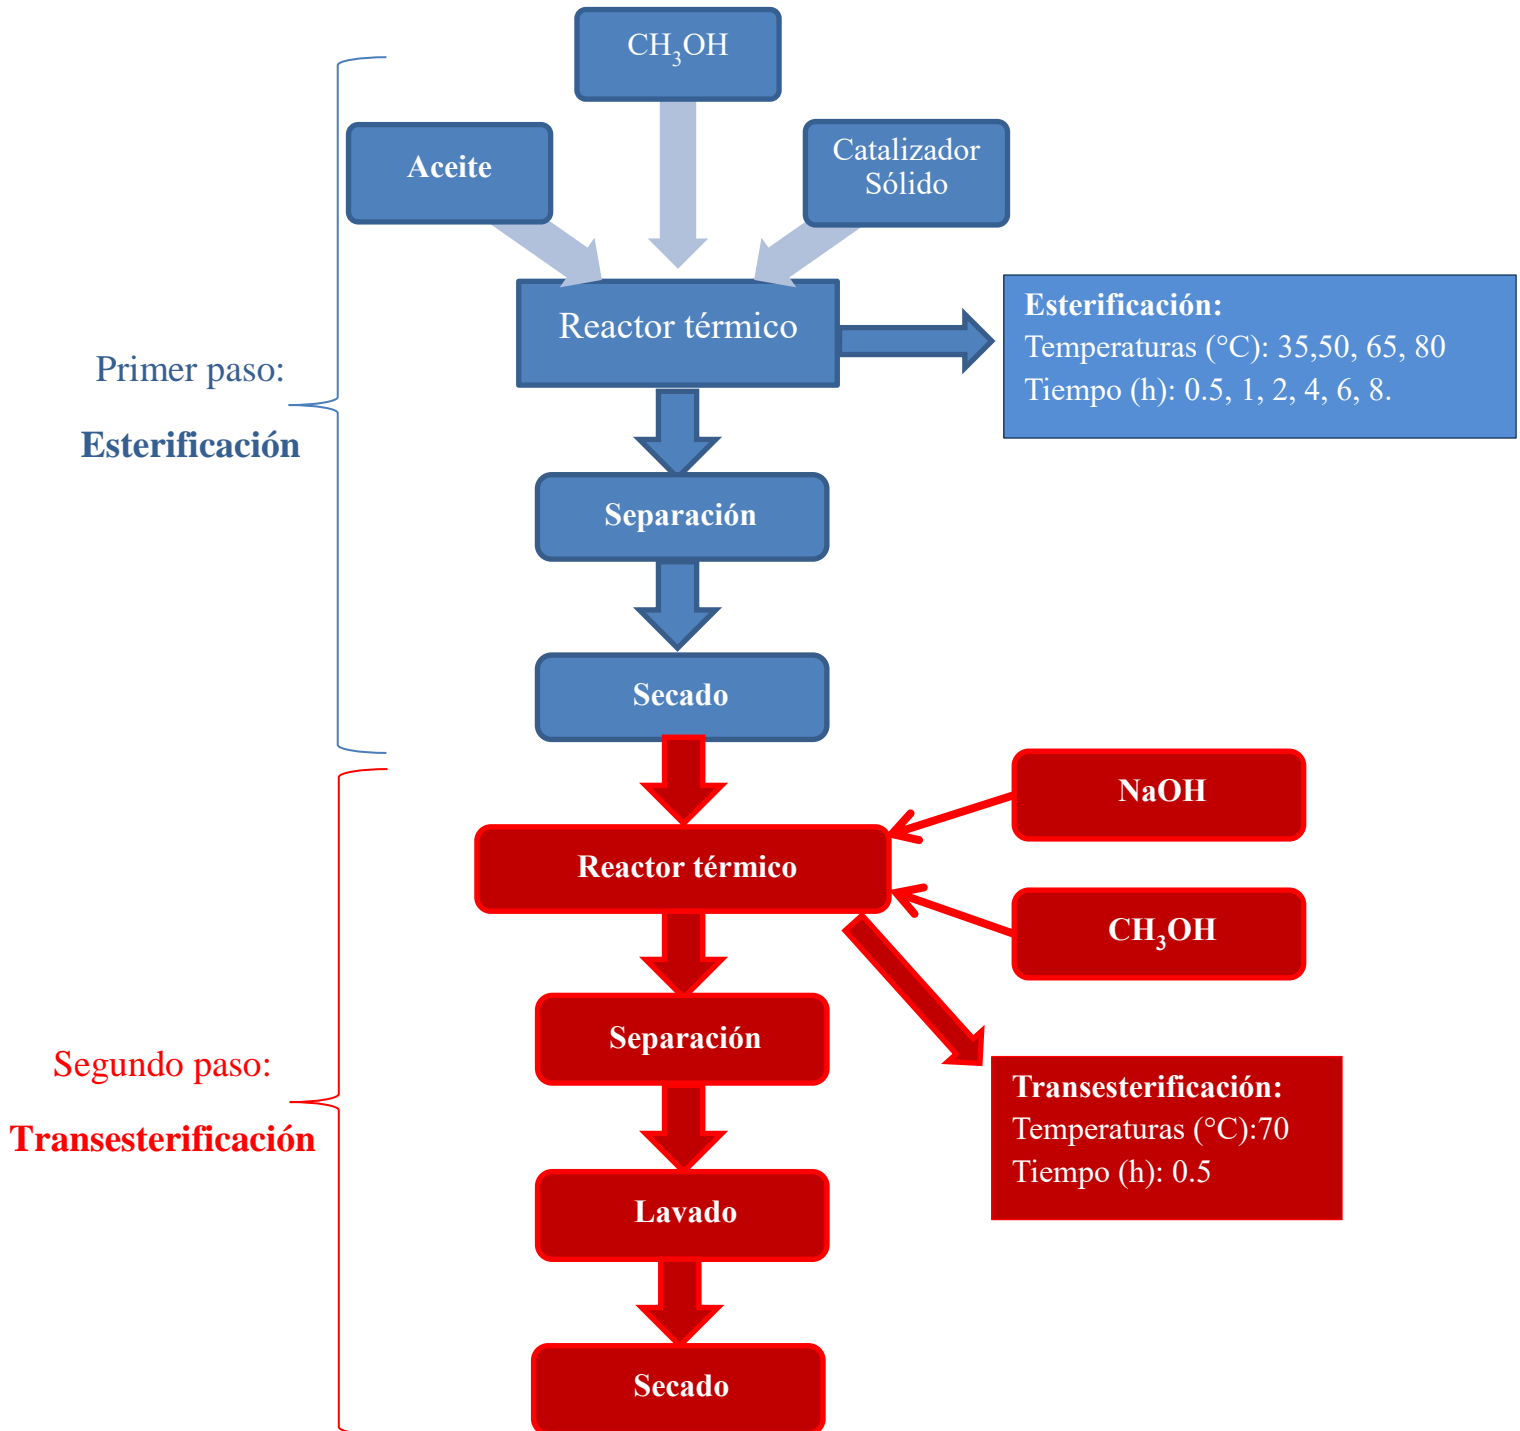 CH₃OH
Aceite
Catalizador
Sólido
Reactor térmico
Esterificación:
Temperaturas (°C): 35,50, 65, 80
Tiempo (h): 0.5, 1, 2, 4, 6, 8.
Primer paso:
Esterificación
Separación
Secado
NaOH
Reactor térmico
CH₃OH
Separación
Segundo paso:
Transesterificación
Transesterificación:
Temperaturas (°C):70
Tiempo (h): 0.5
Lavado
Secado